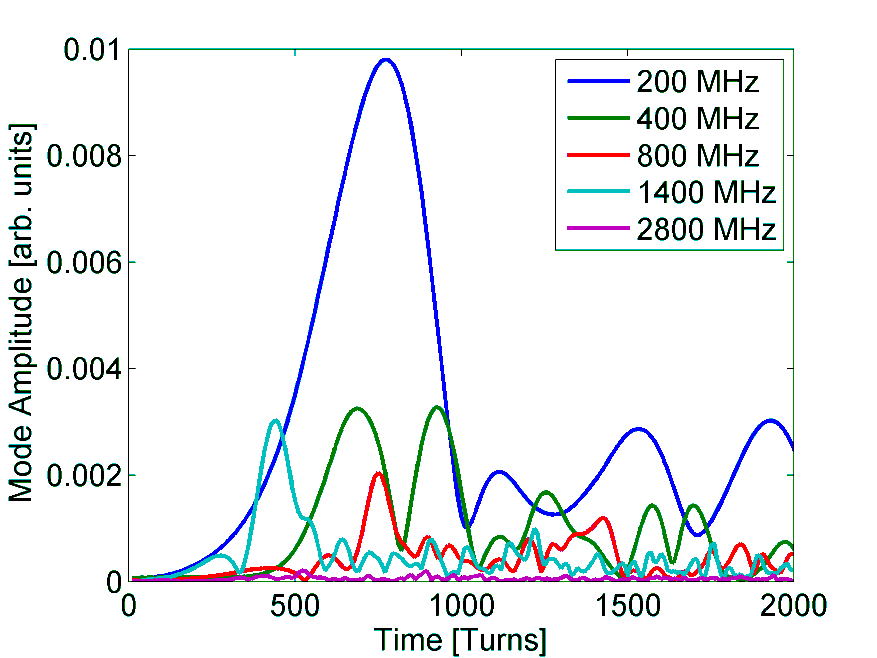 0.01
0.008
0.006
0.004
0.002
0
Mode Amplitude [arb. units]
200 MHz
400 MHz
800 MHz
1400 MHz
2800 MHz
0 500 1000 1500 2000
Time [Turns]